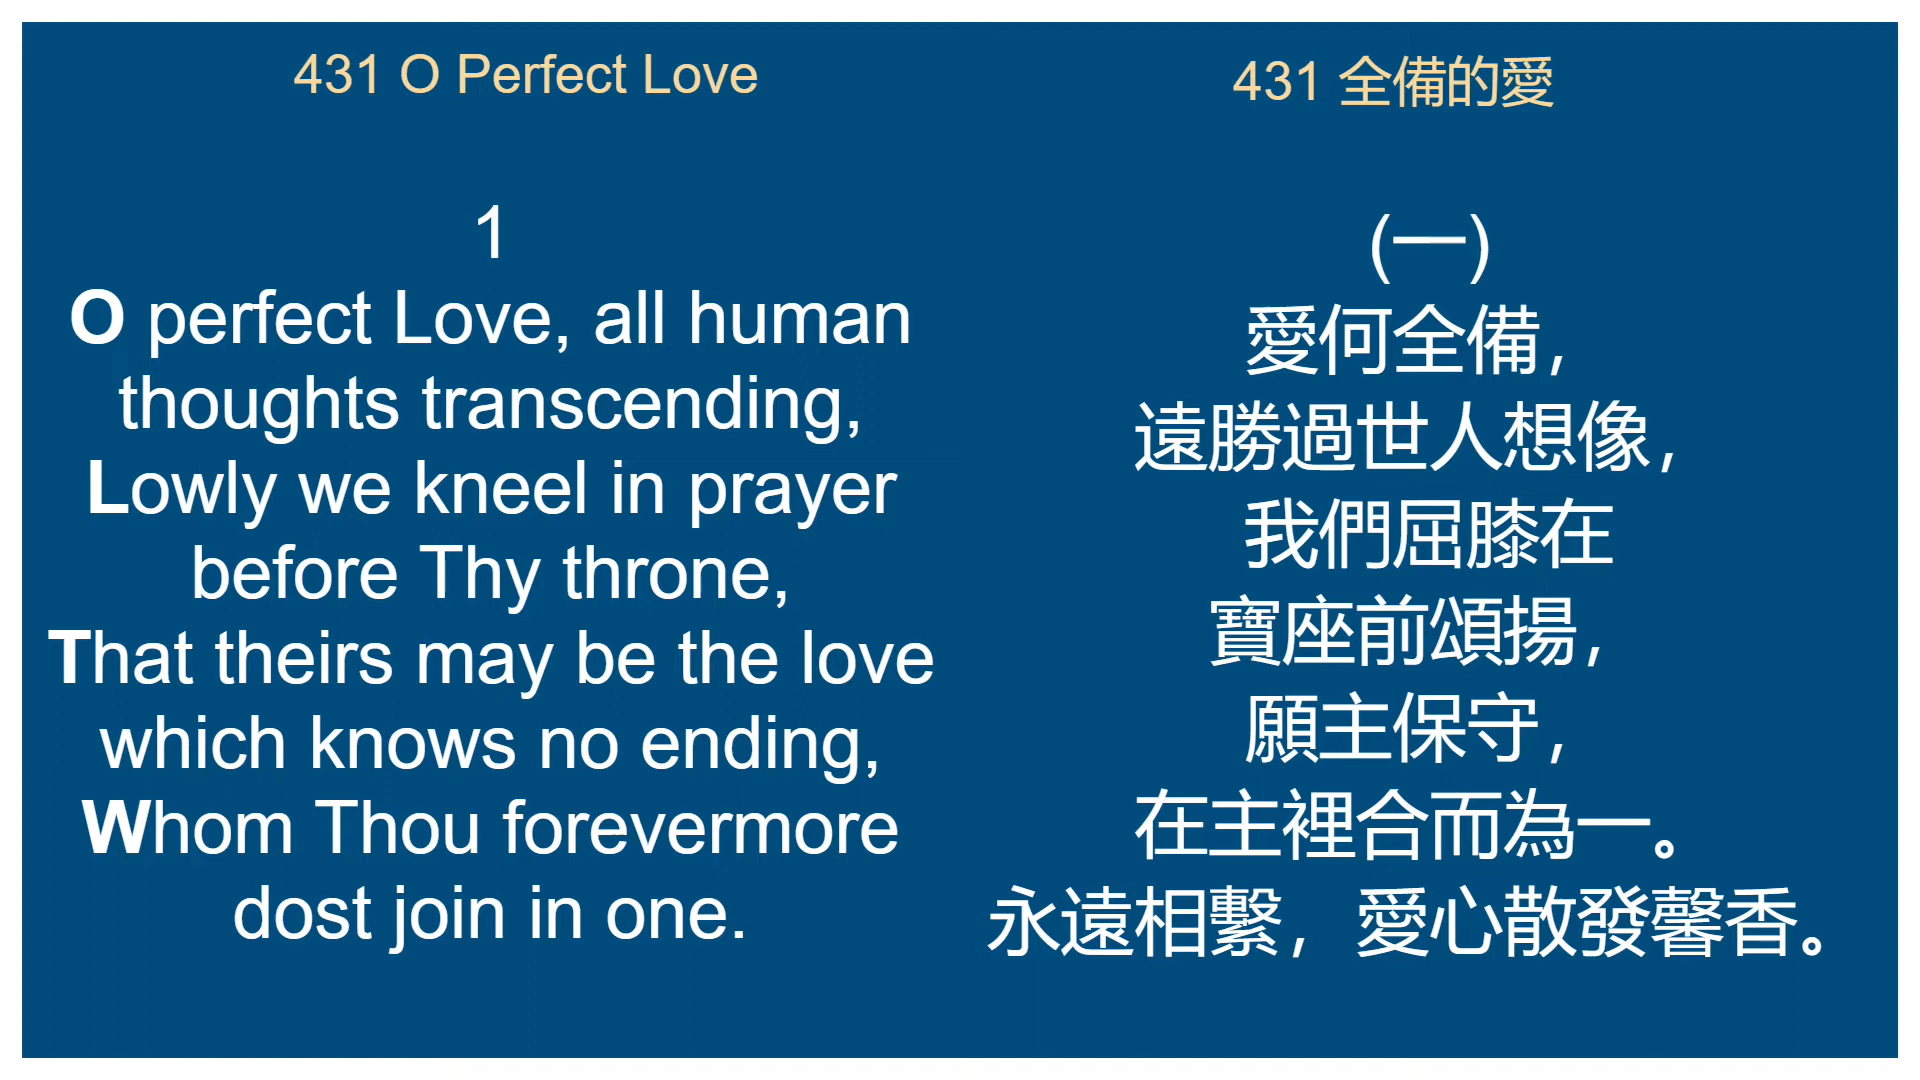 431 O Perfect Love
1
O perfect Love, all human
thoughts transcending,
Lowly we kneel in prayer
before Thy throne,
That theirs may be the love
which knows no ending,
Whom Thou forevermore
dost join in one.
431 全備的愛
(一)
愛何全備，
遠勝過世人想像，
我們屈膝在
寶座前頌揚，
願主保守，
在主裡合而為一。
永遠相繫，愛心散發馨香。